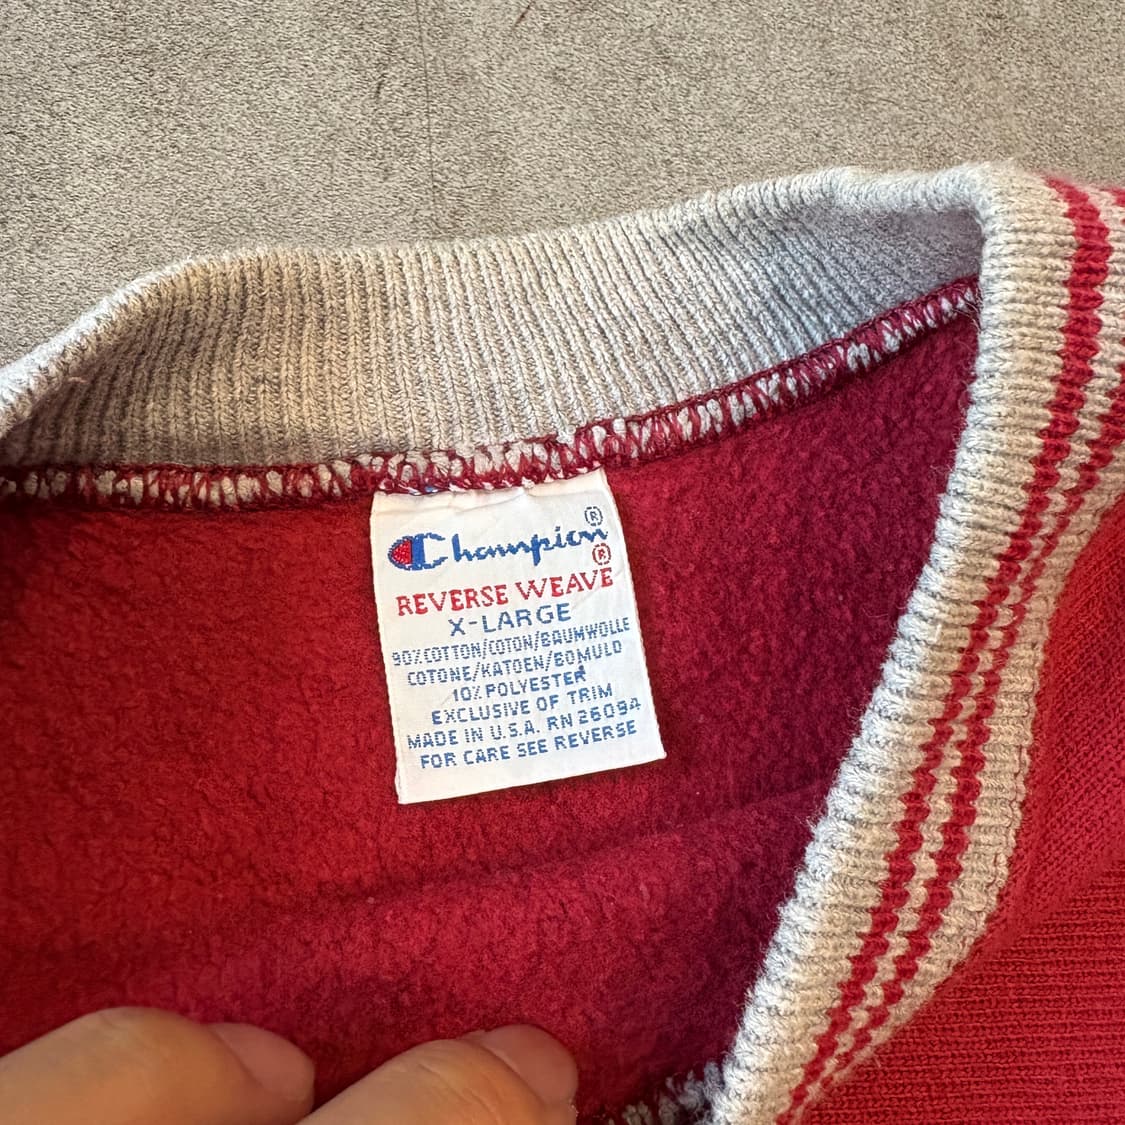 Champion®
REVERSE WEAVE®
X-LARGE
90% COTTON/COTON/BAUMWOLLE
COTONE/KATOEN/BOMULD
10% POLYESTER
EXCLUSIVE OF TRIM
MADE IN U.S.A. RN 26094
FOR CARE SEE REVERSE